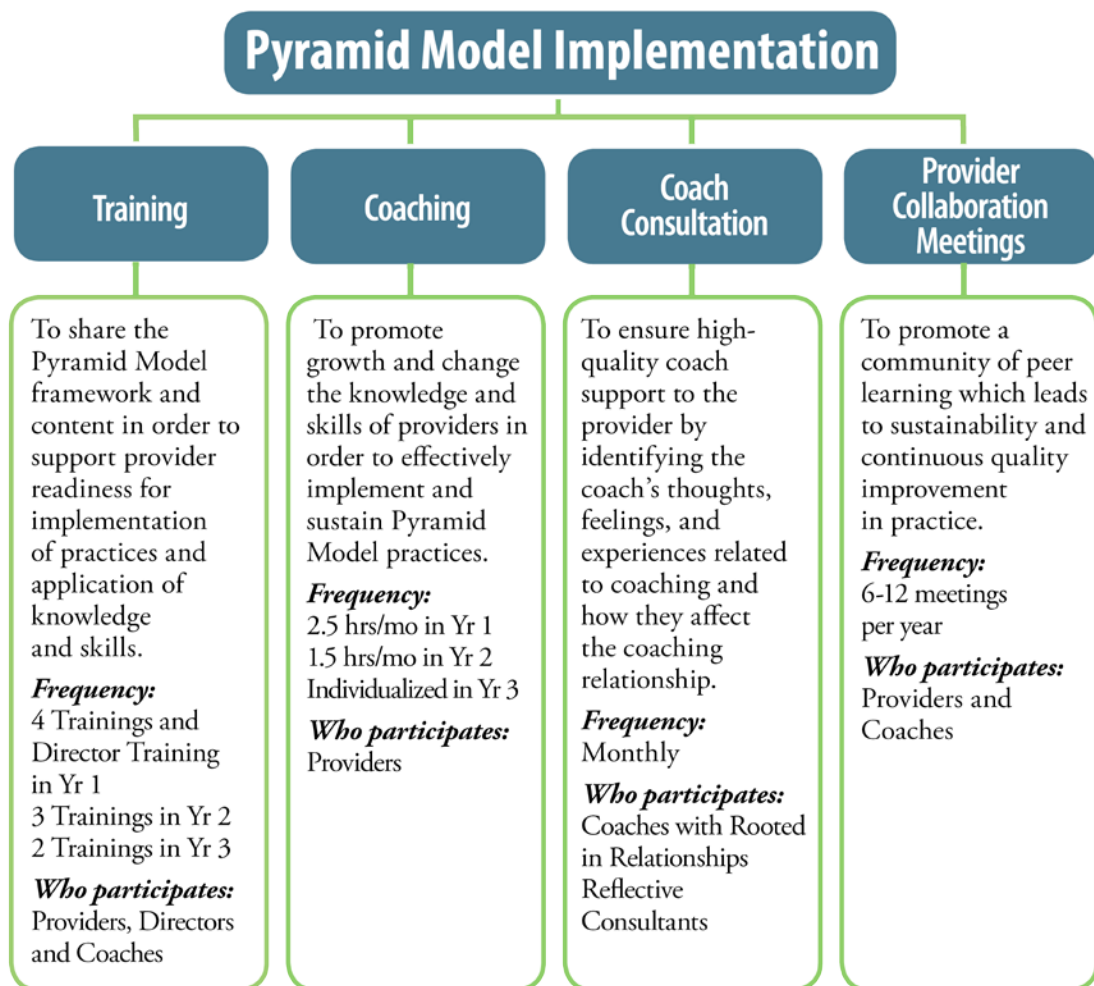 Pyramid Model Implementation
Training
To share the
Pyramid Model
framework and
content in order to
support provider
readiness for
implementation
of practices and
application of
knowledge
and skills.
Frequency:
4 Trainings and
Director Training
in Yr 1
3 Trainings in Yr 2
2 Trainings in Yr 3
Who participates:
Providers, Directors
and Coaches
Coaching
To promote
growth and change
the knowledge and
skills of providers in
order to effectively
implement and
sustain Pyramid
Model practices.
Frequency:
2.5 hrs/mo in Yr 1
1.5 hrs/mo in Yr 2
Individualized in Yr 3
Who participates:
Providers
Coach
Consultation
To ensure high-
quality coach
support to the
provider by
identifying the
coach’s thoughts,
feelings, and
experiences related
to coaching and
how they affect
the coaching
relationship.
Frequency:
Monthly
Who participates:
Coaches with Rooted
in Relationships
Reflective
Consultants
Provider
Collaboration
Meetings
To promote a
community of peer
learning which leads
to sustainability and
continuous quality
improvement
in practice.
Frequency:
6-12 meetings
per year
Who participates:
Providers and
Coaches